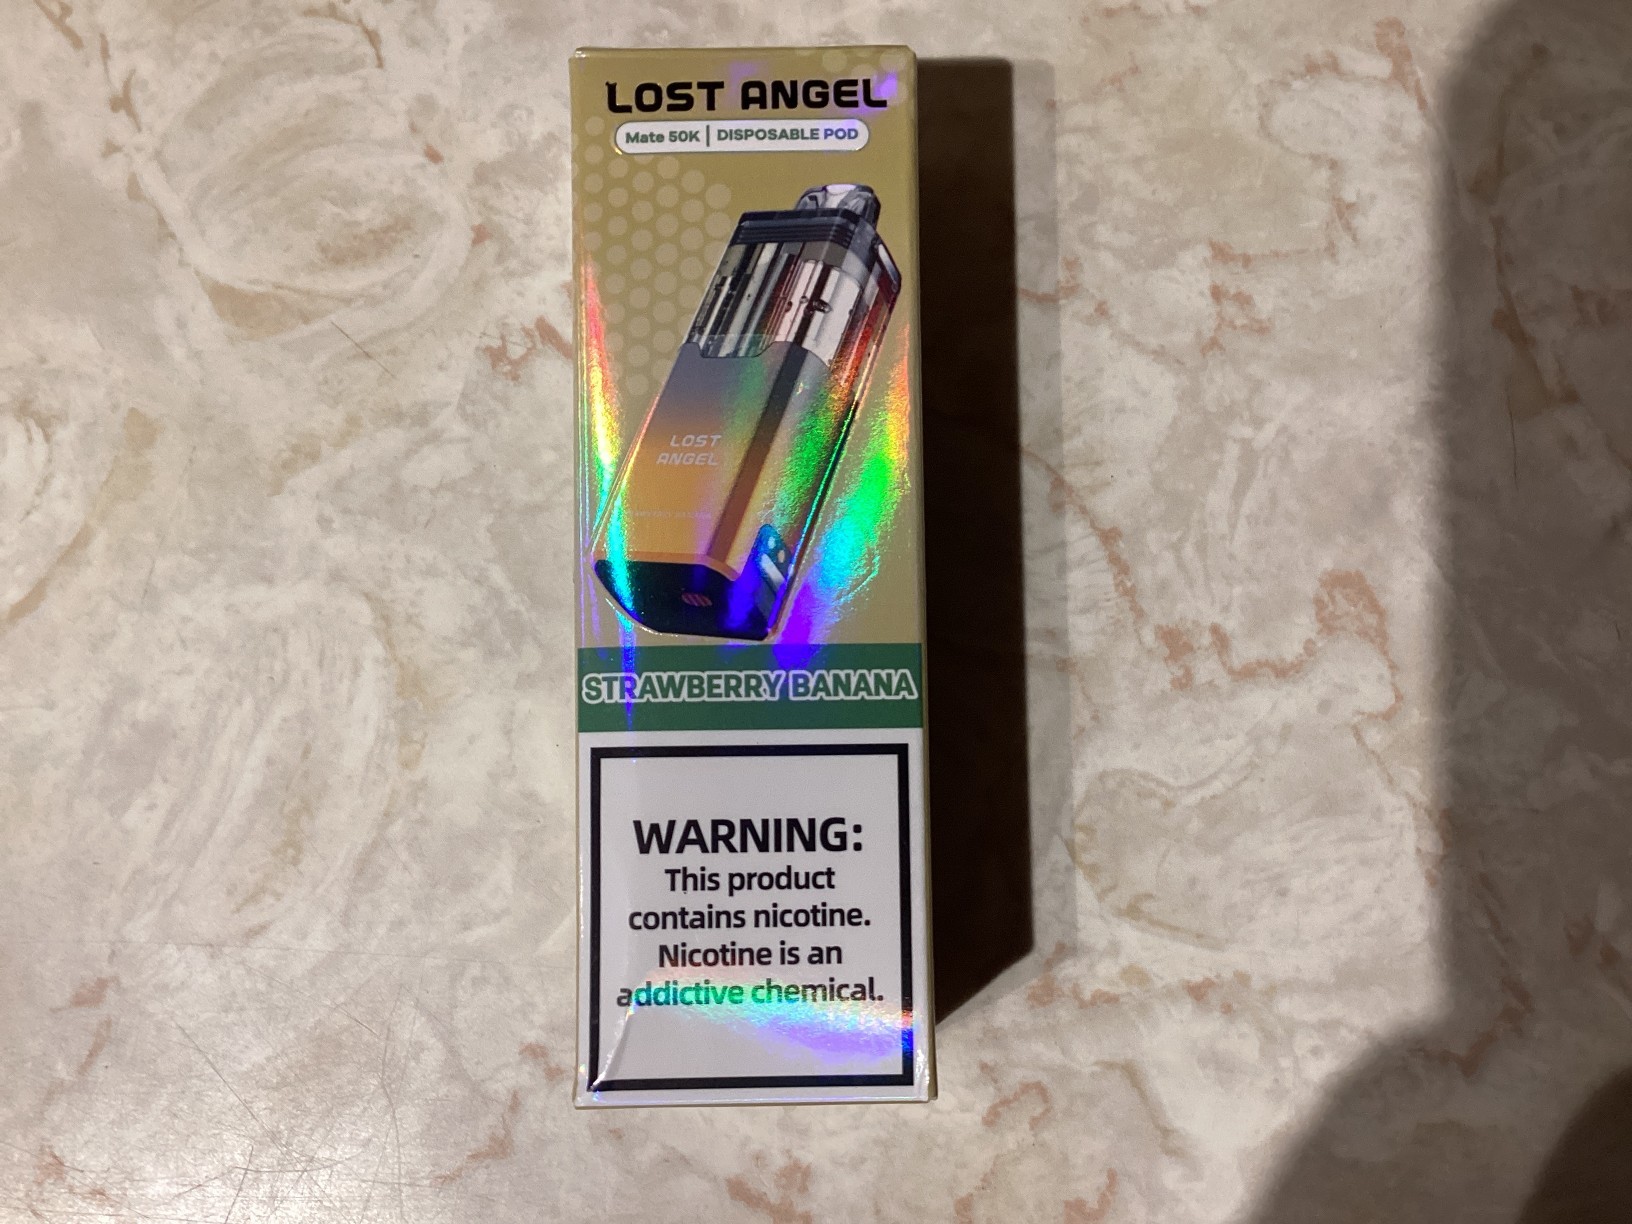 LOST ANGEL
Mate 50K | DISPOSABLE POD
LOST
ANGEL
STRAWBERRY BANANA
WARNING:
This product
contains nicotine.
Nicotine is an
addictive chemical.